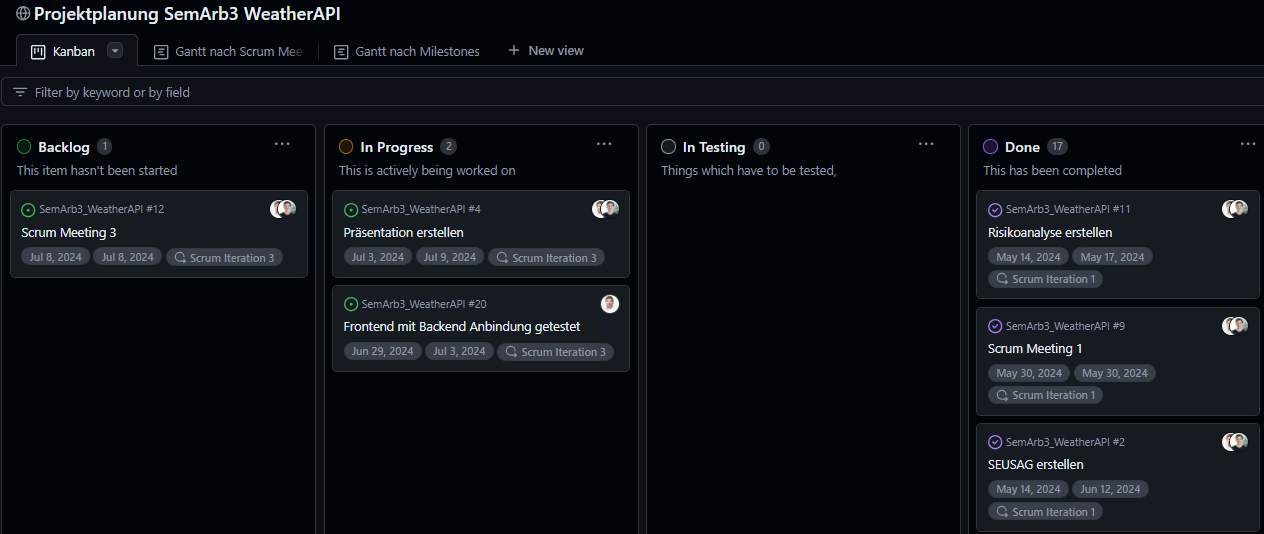 Projektplanung SemArb3 WeatherAPI
Kanban
Gantt nach Scrum Mee
Gantt nach Milestones
New view
Filter by keyword or by field
Backlog 1
This item hasn't been started
SemArb3_WeatherAPI #12
Scrum Meeting 3
Jul 8, 2024 Jul 8, 2024 Scrum Iteration 3
In Progress 2
This is actively being worked on
SemArb3_WeatherAPI #4
Präsentation erstellen
Jul 3, 2024 Jul 9, 2024 Scrum Iteration 3
SemArb3_WeatherAPI #20
Frontend mit Backend Anbindung getestet
Jun 29, 2024 Jul 3, 2024 Scrum Iteration 3
In Testing 0
Things which have to be tested,
Done 17
This has been completed
SemArb3_WeatherAPI #11
Risikoanalyse erstellen
May 14, 2024 May 17, 2024
Scrum Iteration 1
SemArb3_WeatherAPI #9
Scrum Meeting 1
May 30, 2024 May 30, 2024
Scrum Iteration 1
SemArb3_WeatherAPI #2
SEUSAG erstellen
May 14, 2024 Jun 12, 2024
Scrum Iteration 1